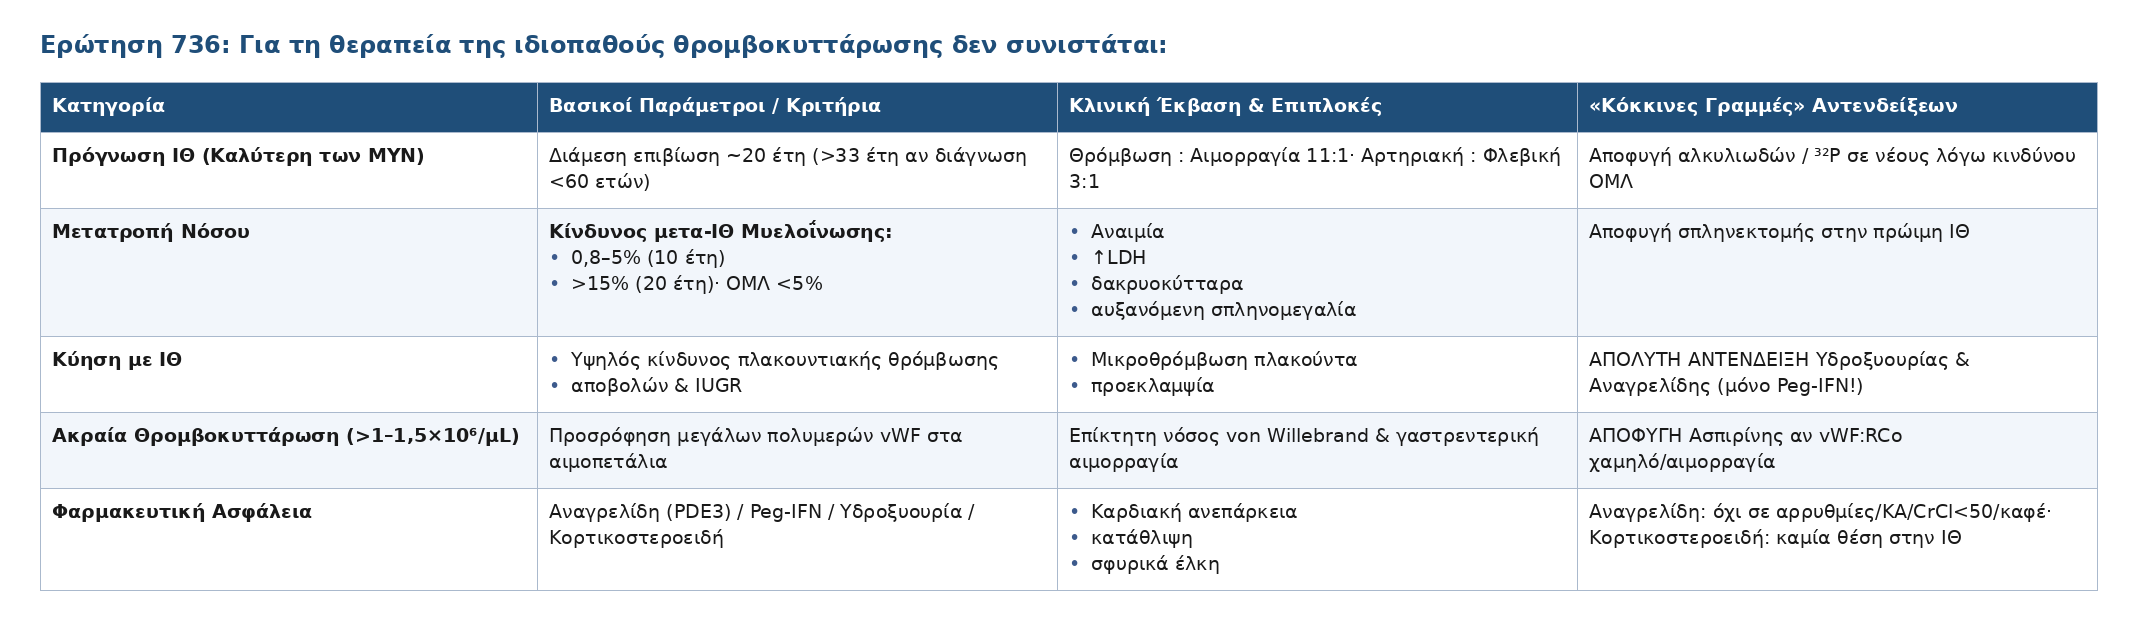 Ερώτηση 736: Για τη θεραπεία της ιδιοπαθούς θρομβοκυττάρωσης δεν συνιστάται:
Κατηγορία
Βασικοί Παράμετροι / Κριτήρια
Κλινική Έκβαση & Επιπλοκές
«Κόκκινες Γραμμές» Αντενδείξεων
Πρόγνωση ΙΘ (Καλύτερη των ΜΥΝ)
Διάμεση επιβίωση ~20 έτη (>33 έτη αν διάγνωση
<60 ετών)
Θρόμβωση : Αιμορραγία 11:1· Αρτηριακή : Φλεβική
3:1
Αποφυγή αλκυλιωδών / ³²P σε νέους λόγω κινδύνου
ΟΜΛ
Μετατροπή Νόσου
Κίνδυνος μετα-ΙΘ Μυελοΐνωσης:
• 0,8–5% (10 έτη)
• >15% (20 έτη)· ΟΜΛ <5%
• Αναιμία
• ↑LDH
• δακρυοκύτταρα
• αυξανόμενη σπληνομεγαλία
Αποφυγή σπληνεκτομής στην πρώιμη ΙΘ
Κύηση με ΙΘ
• Υψηλός κίνδυνος πλακουντιακής θρόμβωσης
• αποβολών & IUGR
• Μικροθρόμβωση πλακούντα
• προεκλαμψία
ΑΠΟΛΥΤΗ ΑΝΤΕΝΔΕΙΞΗ Υδροξυουρίας &
Αναγρελίδης (μόνο Peg-IFN!)
Ακραία Θρομβοκυττάρωση (>1–1,5×10⁶/μL)
Προσρόφηση μεγάλων πολυμερών vWF στα
αιμοπετάλια
Επίκτητη νόσος von Willebrand & γαστρεντερική
αιμορραγία
ΑΠΟΦΥΓΗ Ασπιρίνης αν vWF:RCo
χαμηλό/αιμορραγία
Φαρμακευτική Ασφάλεια
Αναγρελίδη (PDE3) / Peg-IFN / Υδροξυουρία /
Κορτικοστεροειδή
• Καρδιακή ανεπάρκεια
• κατάθλιψη
• σφυρικά έλκη
Αναγρελίδη: όχι σε αρρυθμίες/ΚΑ/CrCl<50/καφέ·
Κορτικοστεροειδή: καμία θέση στην ΙΘ